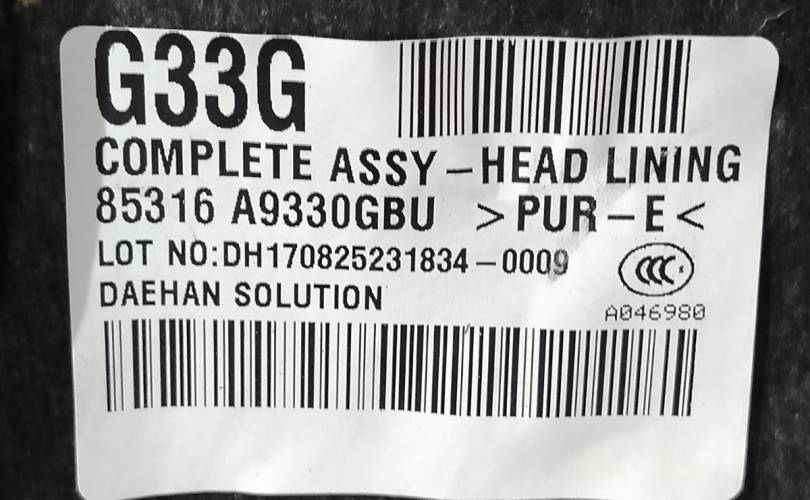 G33G
COMPLETE ASSY-HEAD LINING
85316 A9330GBU >PUR-E<
LOT NO:DH170825231834-0009
CCC S
DAEHAN SOLUTION
A046980